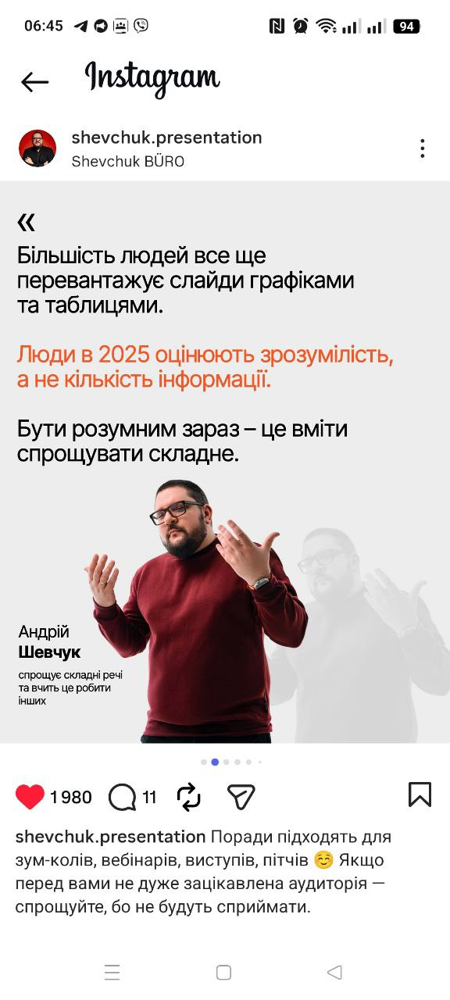 06:45
94
Instagram
shevchuk.presentation
Shevchuk BÜRO
«
Більшість людей все ще
перевантажує слайди графіками
та таблицями.
Люди в 2025 оцінюють зрозумілість,
а не кількість інформації.
Бути розумним зараз – це вміти
спрощувати складне.
Андрій
Шевчук
спрощує складні речі
та вчить це робити
інших
1 980
11
shevchuk.presentation Поради підходять для
зум-колів, вебінарів, виступів, пітчів ☺️ Якщо
перед вами не дуже зацікавлена аудиторія —
спрощуйте, бо не будуть сприймати.